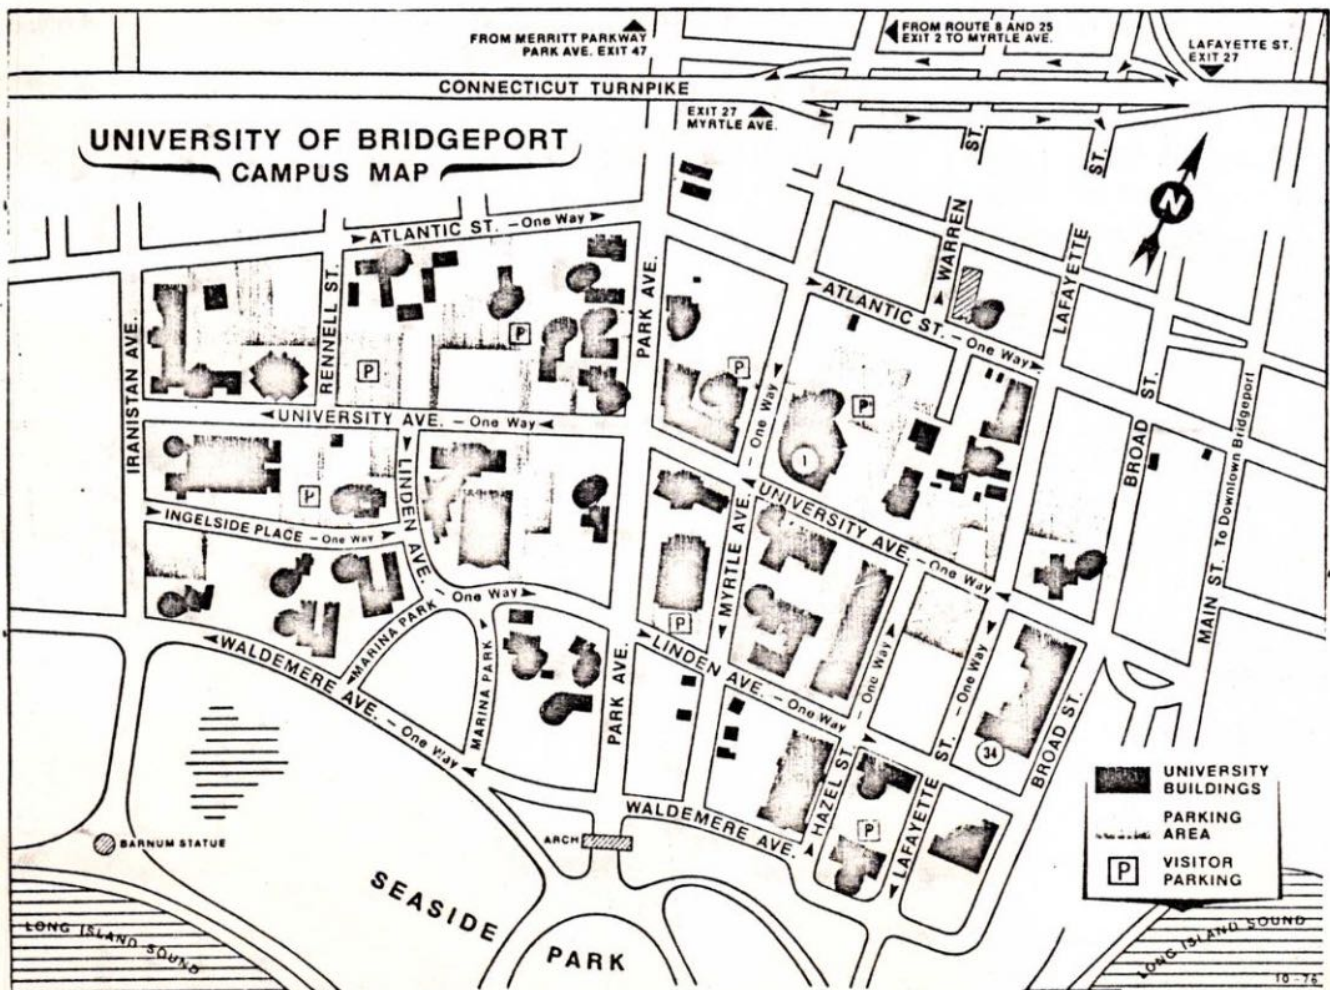 FROM MERRITT PARKWAY
PARK AVE. EXIT 47
FROM ROUTE 8 AND 25
EXIT 2 TO MYRTLE AVE.
LAFAYETTE ST.
EXIT 27
CONNECTICUT TURNPIKE
EXIT 27
MYRTLE AVE.
UNIVERSITY OF BRIDGEPORT
CAMPUS MAP
N
ATLANTIC ST. - One Way
IRANISTAN AVE.
RENNELL ST.
PARK AVE.
WARREN ST.
LAFAYETTE ST.
ATLANTIC ST. - One Way
BROAD ST.
MAIN ST. To Downtown Bridgeport
P
P
P
P
One Way
UNIVERSITY AVE. - One Way
1
LINDEN AVE. - One Way
P
INGELSIDE PLACE - One Way
MYRTLE AVE.
UNIVERSITY AVE. - One Way
P
LINDEN AVE. - One Way
One Way
One Way
WALDEMERE AVE. - One Way
MARINA PARK
MARINA PARK
PARK AVE.
HAZEL ST.
LAFAYETTE ST.
34
BROAD ST.
WALDEMERE AVE.
P
UNIVERSITY
BUILDINGS
PARKING
AREA
P
VISITOR
PARKING
BARNUM STATUE
ARCH
SEASIDE
PARK
LONG ISLAND SOUND
LONG ISLAND SOUND
10-76